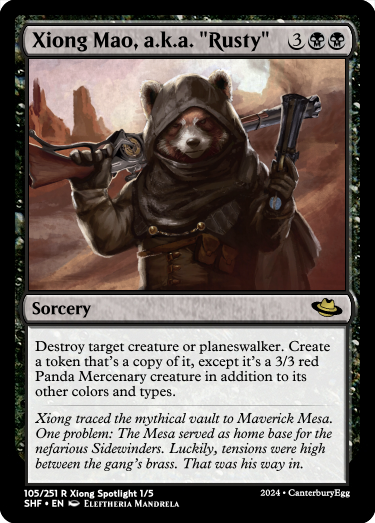 Xiong Mao, a.k.a. "Rusty" 3
Sorcery
Destroy target creature or planeswalker. Create
a token that's a copy of it, except it's a 3/3 red
Panda Mercenary creature in addition to its
other colors and types.
Xiong traced the mythical vault to Maverick Mesa.
One problem: The Mesa served as home base for the
nefarious Sidewinders. Luckily, tensions were high
between the gang's brass. That was his way in.
105/251 R Xiong Spotlight 1/5
SHF • EN Eleftheria Mandrela
2024 • CanterburyEgg